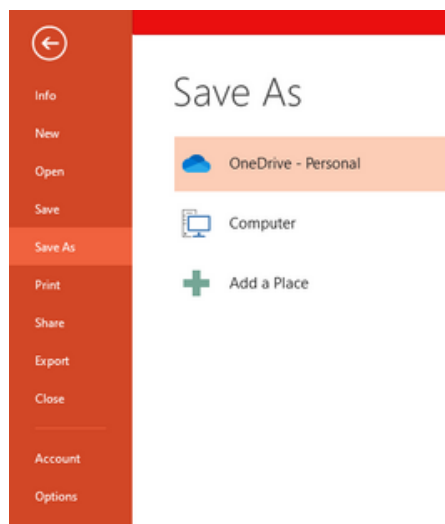 Info
New
Open
Save
Save As
Print
Share
Export
Close
Account
Options
Save As
OneDrive - Personal
Computer
Add a Place